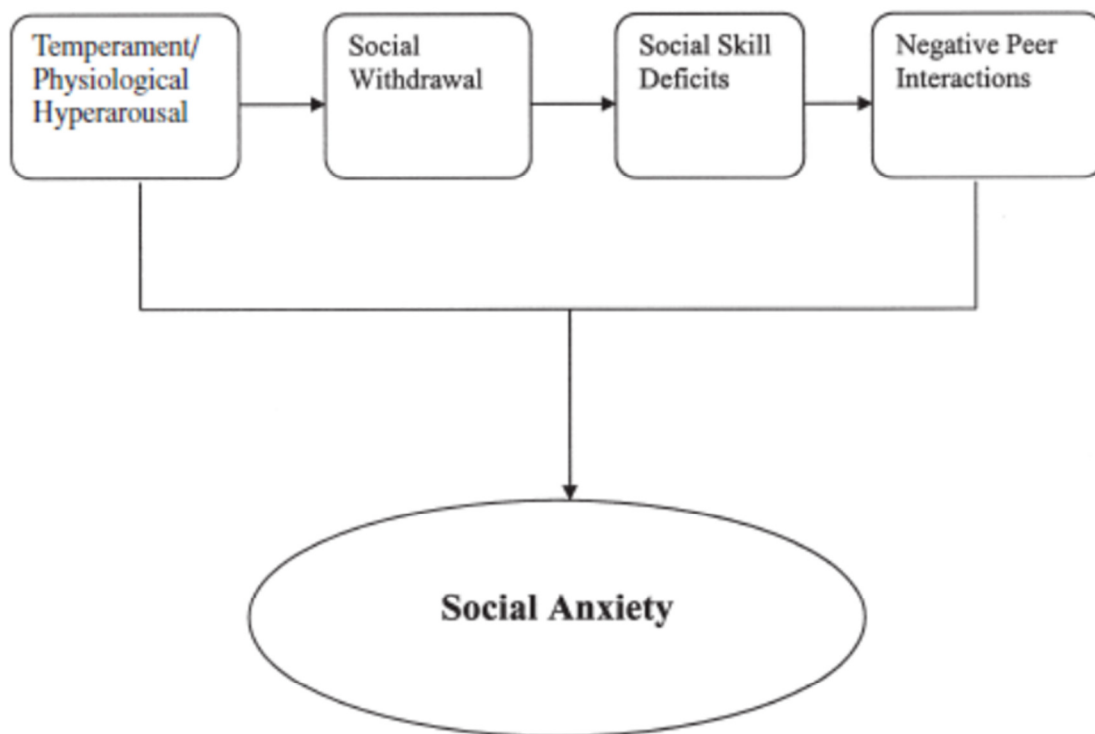 Temperament/
Physiological
Hyperarousal
Social
Withdrawal
Social Skill
Deficits
Negative Peer
Interactions
Social Anxiety